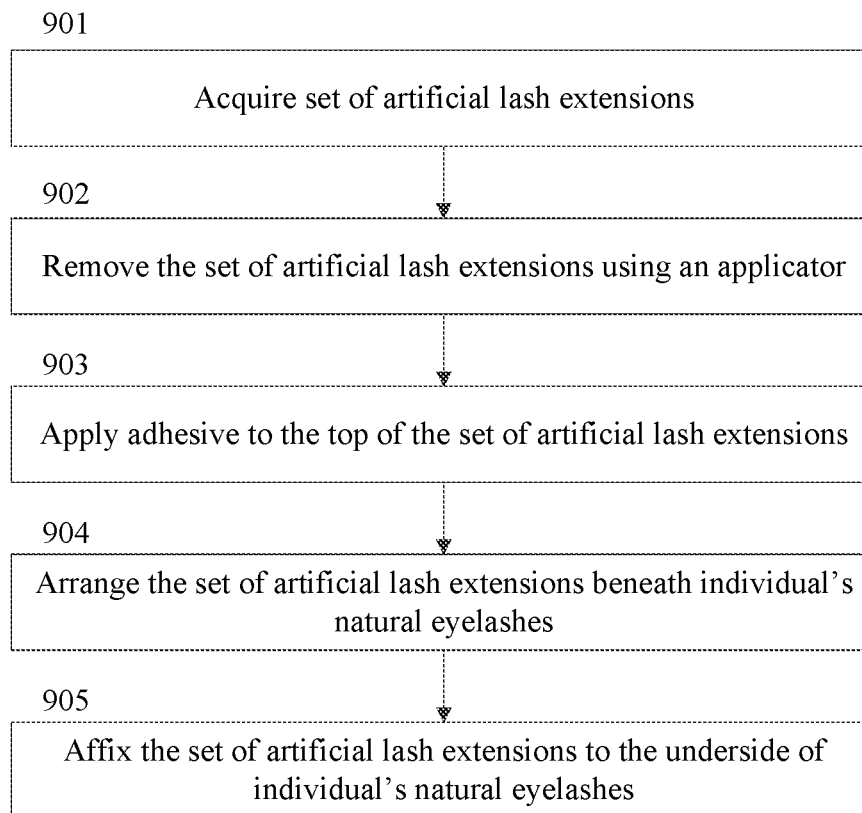 901
Acquire set of artificial lash extensions
902
Remove the set of artificial lash extensions using an applicator
903
Apply adhesive to the top of the set of artificial lash extensions
904
Arrange the set of artificial lash extensions beneath individual’s
natural eyelashes
905
Affix the set of artificial lash extensions to the underside of
individual’s natural eyelashes